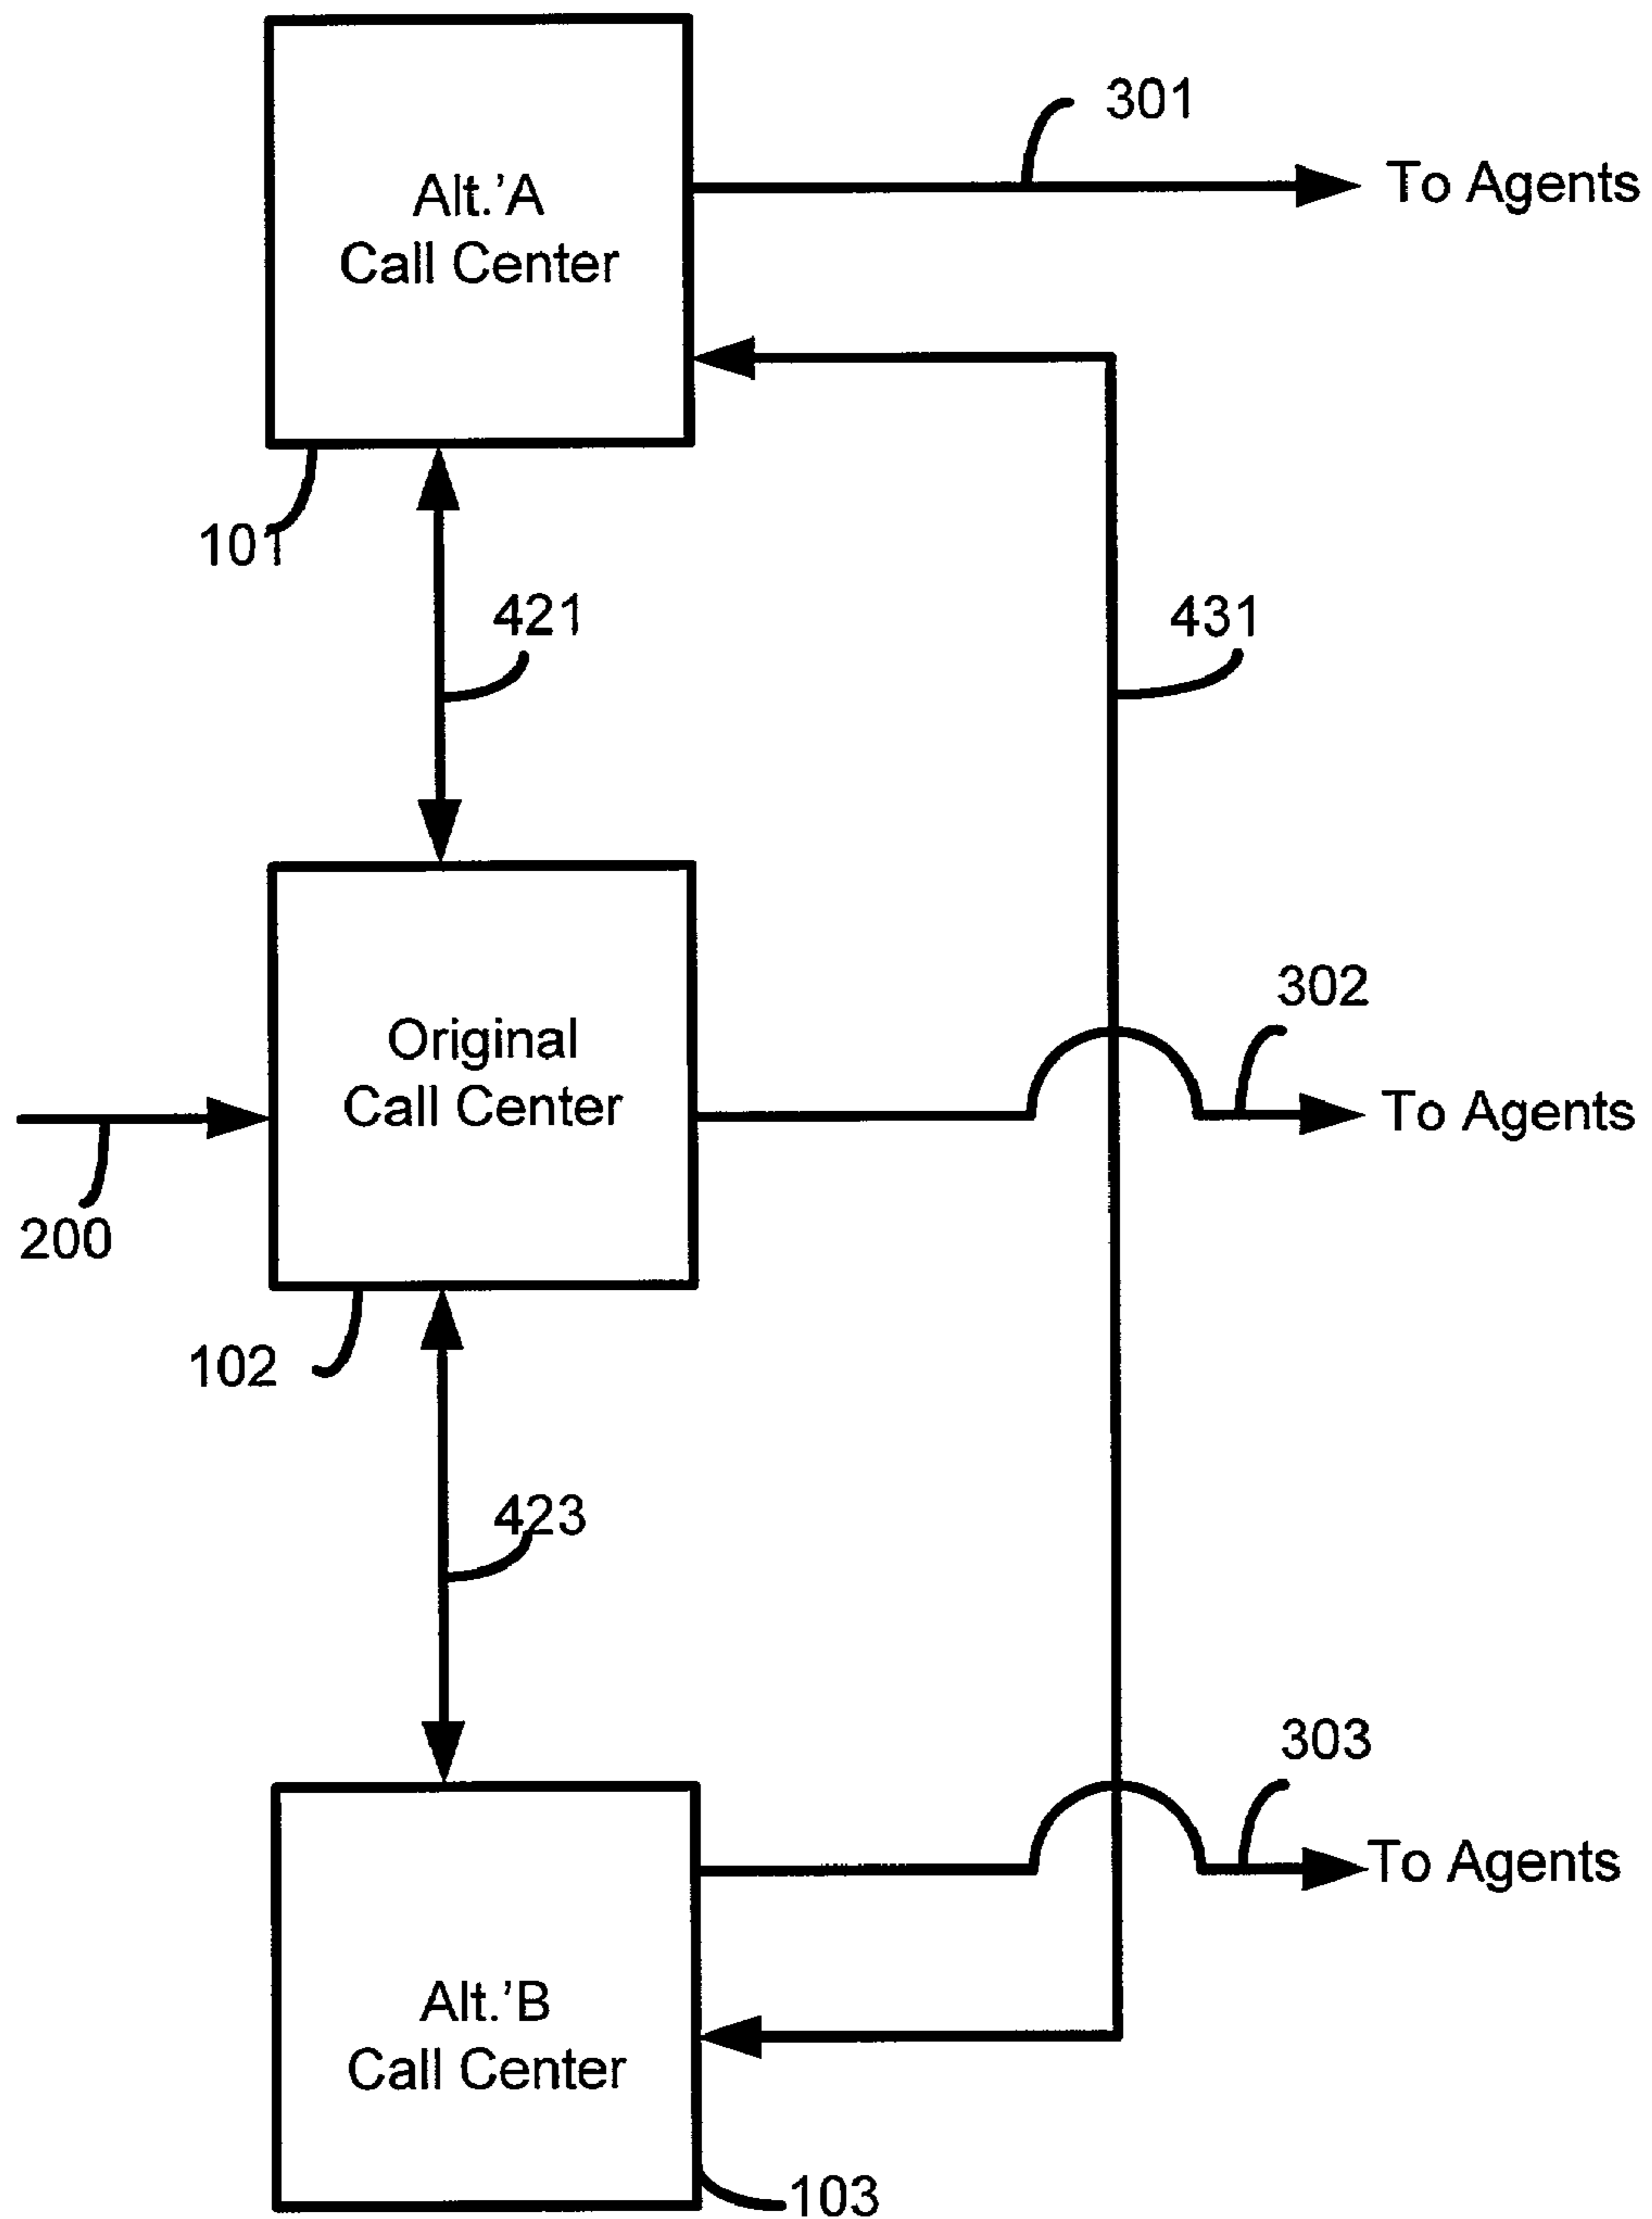 301
To Agents
Alt.'A
Call Center
101
421
431
302
Original
Call Center
To Agents
200
102
423
303
To Agents
Alt.'B
Call Center
103